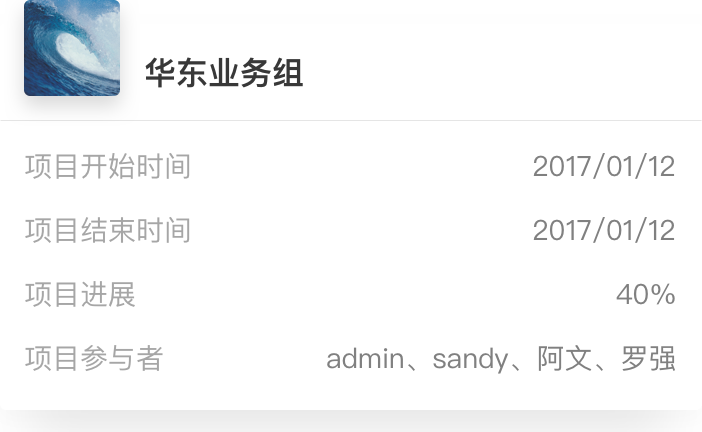 华东业务组
项目开始时间 2017/01/12
项目结束时间 2017/01/12
项目进展 40%
项目参与者 admin、sandy、阿文、罗强